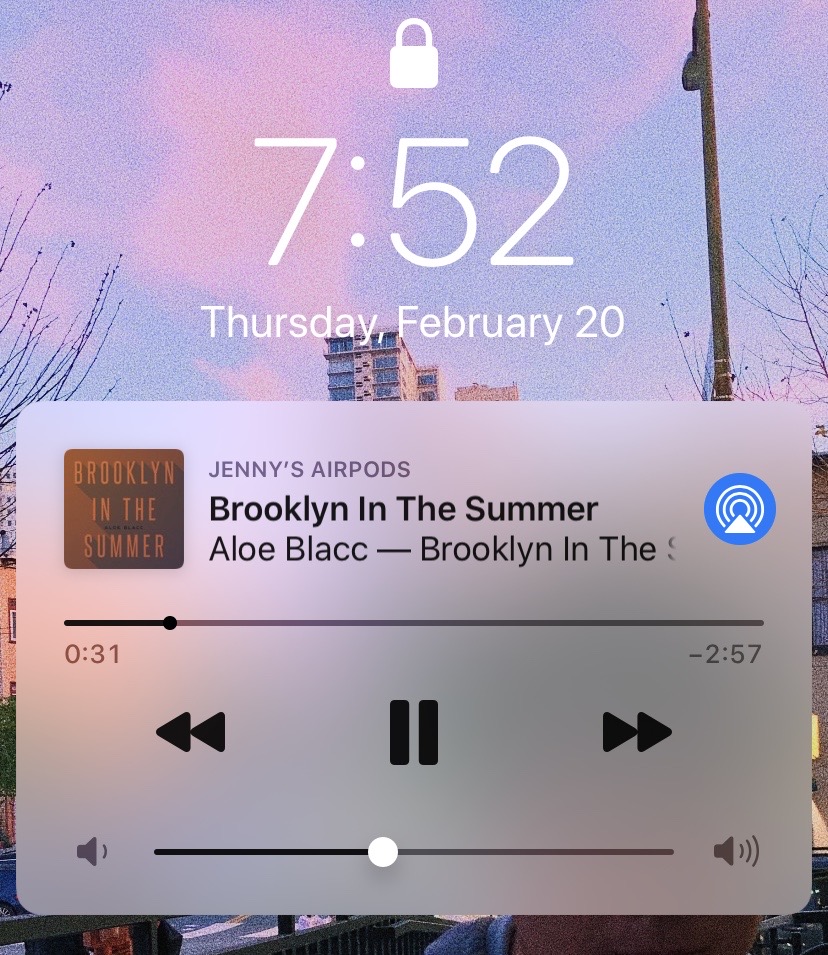 7:52
Thursday, February 20
BROOKLYN
IN THE
ALOE BLACC
SUMMER
JENNY'S AIRPODS
Brooklyn In The Summer
Aloe Blacc — Brooklyn In The S
0:31
−2:57